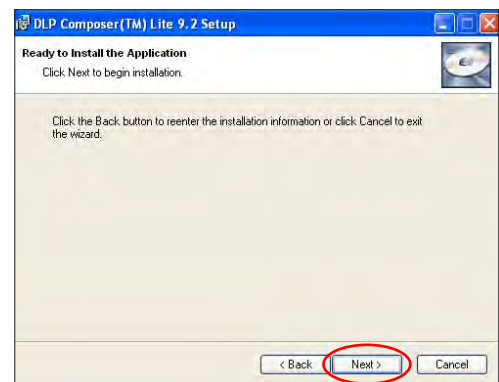 DLP Composer(TM) Lite 9.2 Setup
Ready to Install the Application
Click Next to begin installation.
Click the Back button to reenter the installation information or click Cancel to exit
the wizard.
< Back Next > Cancel